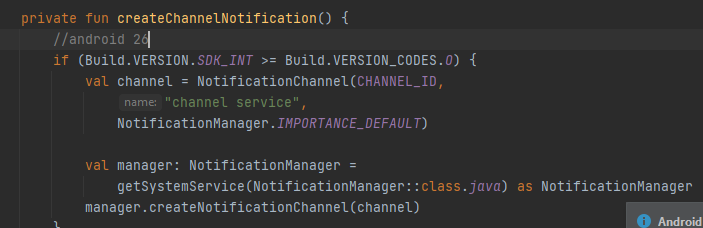 private fun createChannelNotification() {
//android 26
if (Build.VERSION.SDK_INT >= Build.VERSION_CODES.O) {
val channel = NotificationChannel(CHANNEL_ID,
name: "channel service",
NotificationManager.IMPORTANCE_DEFAULT)
val manager: NotificationManager =
getSystemService(NotificationManager::class.java) as NotificationManager
manager.createNotificationChannel(channel)
}
Android